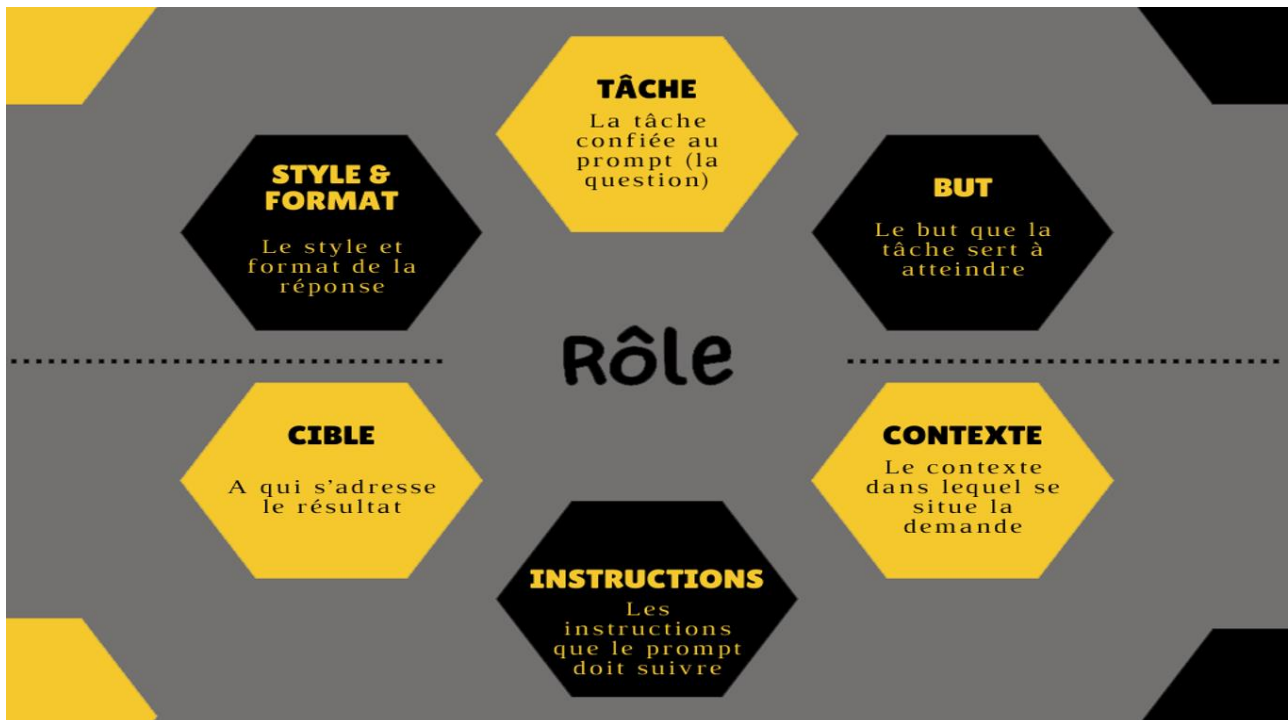 TÂCHE
La tâche
confiée au
prompt (la
question)
STYLE &
FORMAT
Le style et
format de la
réponse
BUT
Le but que la
tâche sert à
atteindre
Rôle
CIBLE
A qui s’adresse
le résultat
CONTEXTE
Le contexte
dans lequel se
situe la
demande
INSTRUCTIONS
Les
instructions
que le prompt
doit suivre